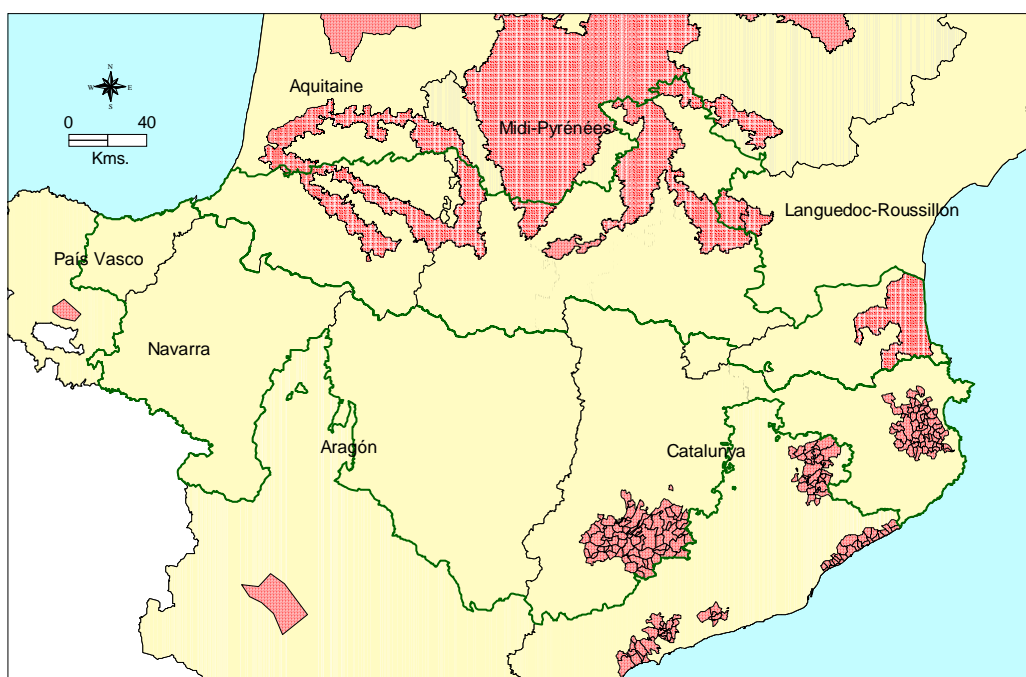 N
W E
S
0 40
Kms.
Aquitaine
Midi-Pyrénées
Languedoc-Roussillon
País Vasco
Navarra
Aragón
Catalunya